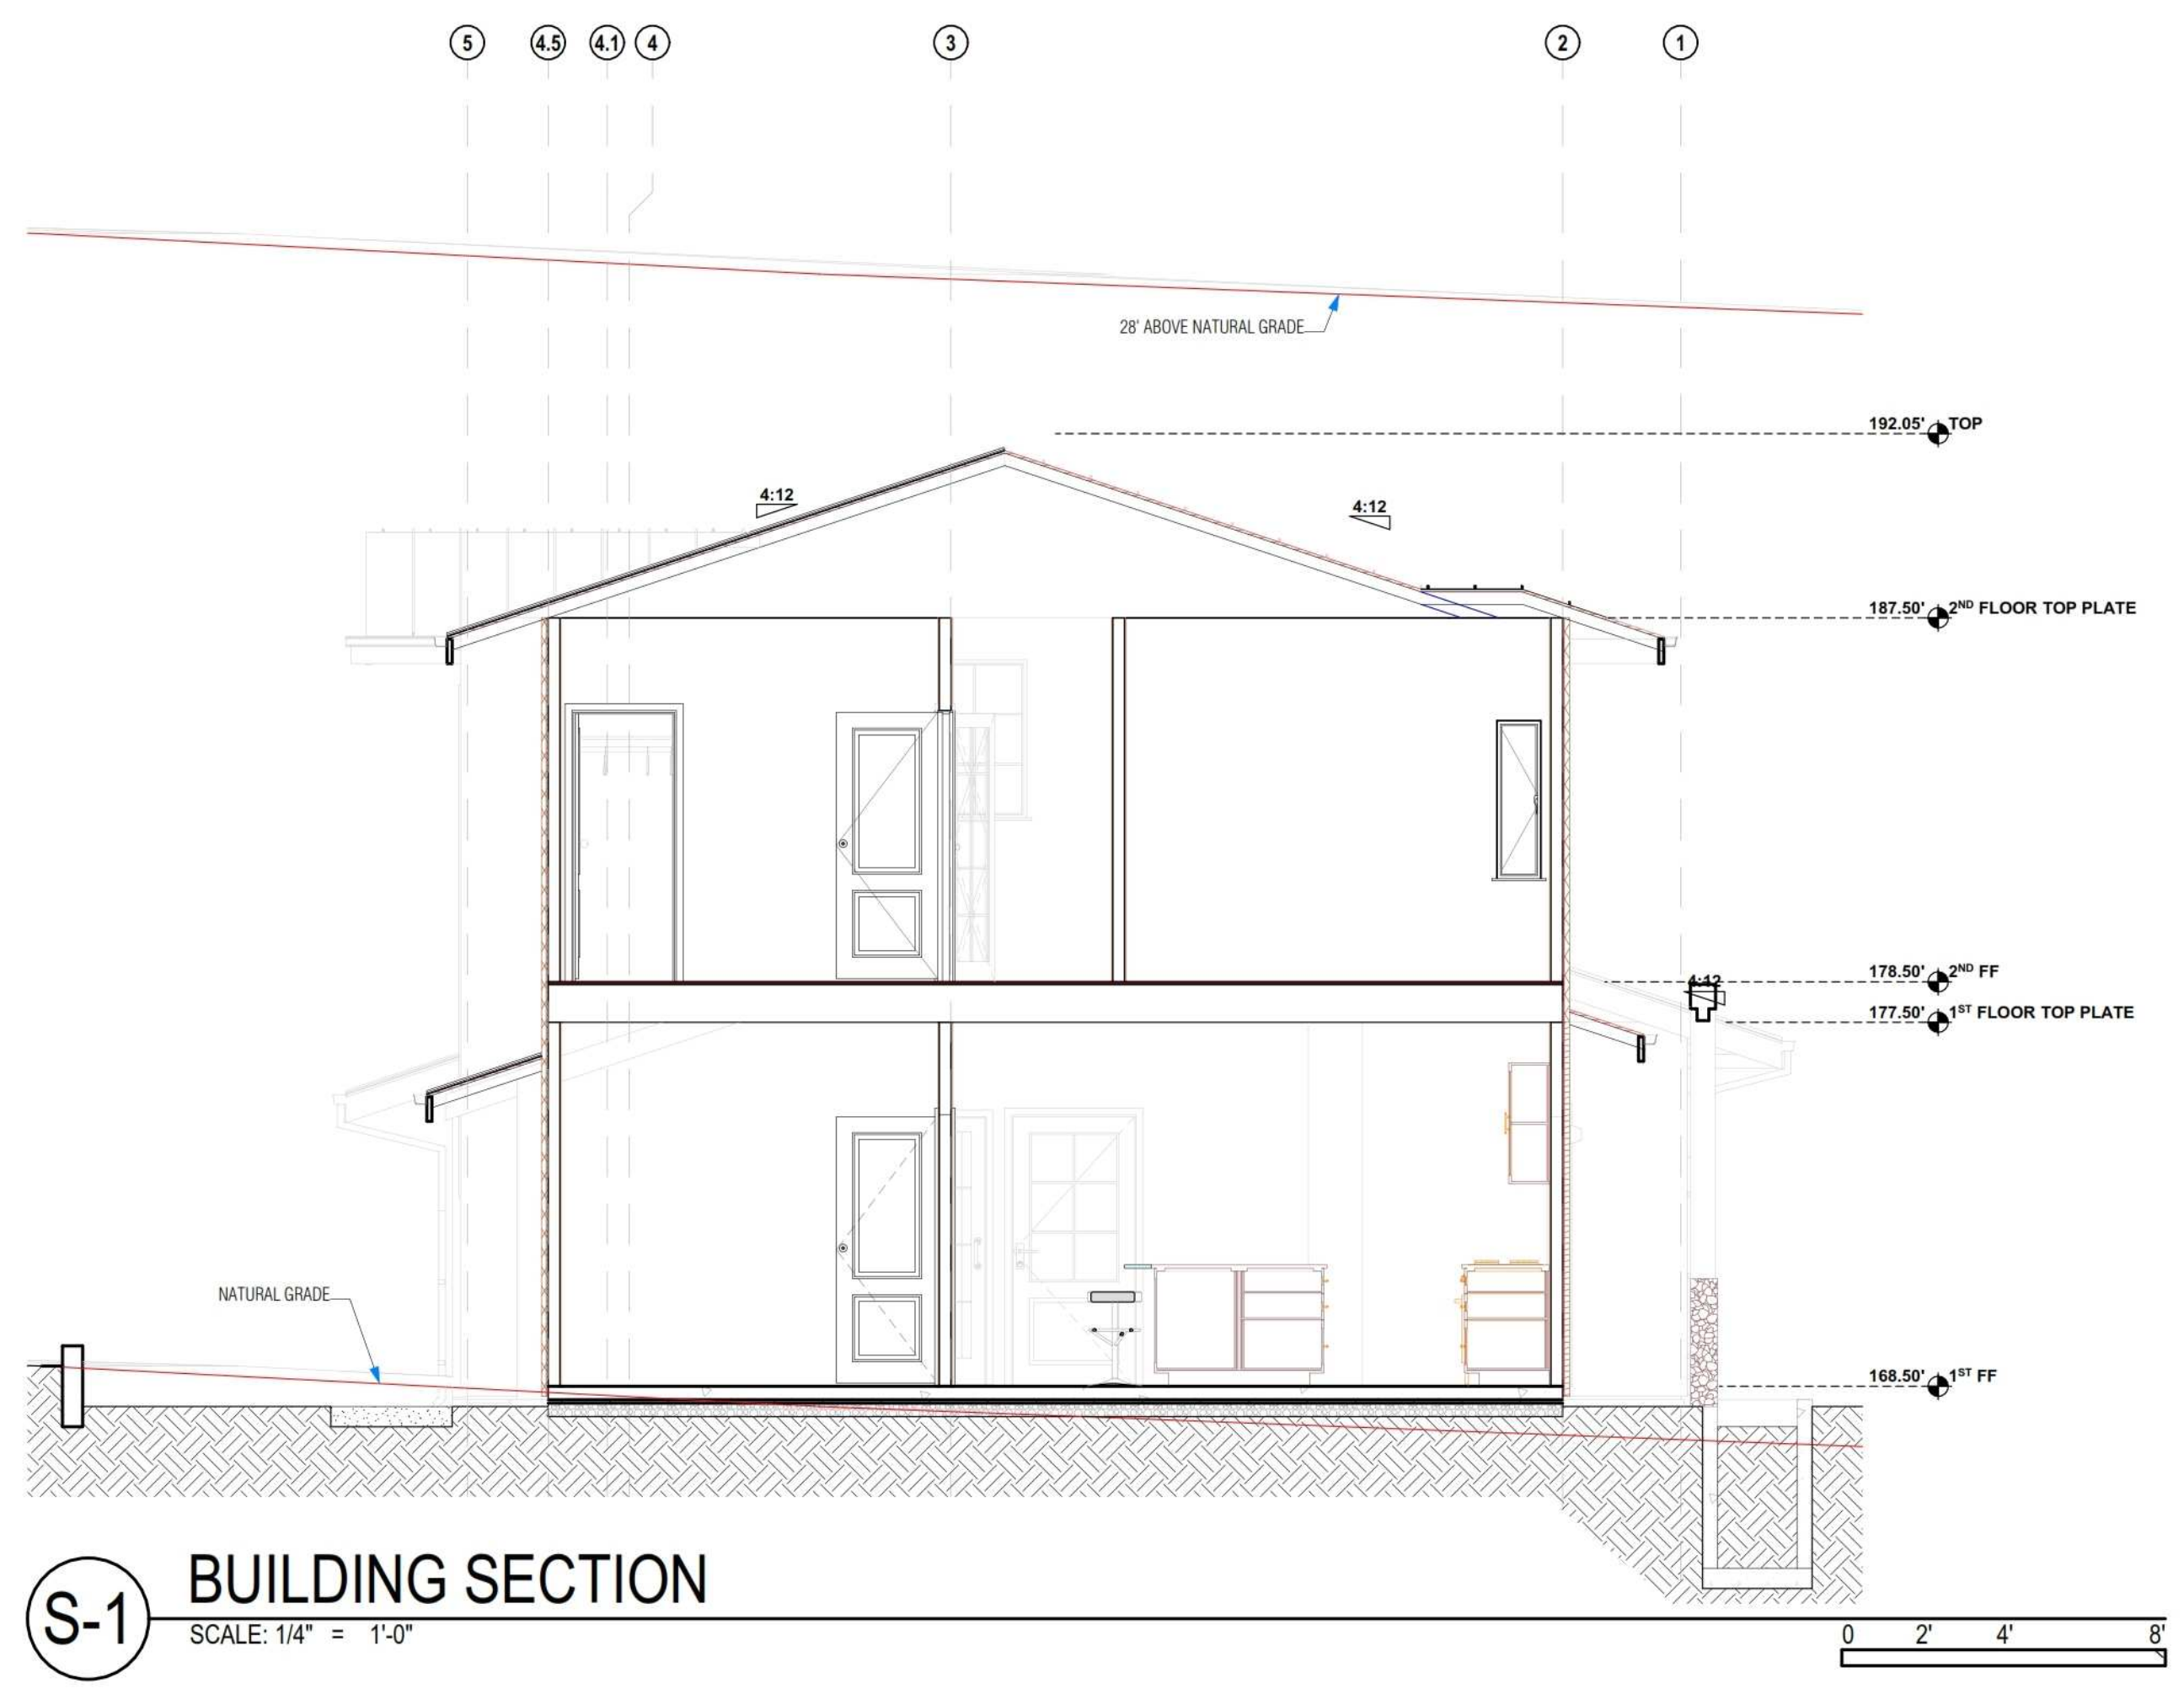 5 4.5 4.1 4 3 2 1
28' ABOVE NATURAL GRADE
192.05' TOP
4:12
4:12
187.50' 2ND FLOOR TOP PLATE
178.50' 2ND FF
4:12
177.50' 1ST FLOOR TOP PLATE
NATURAL GRADE
168.50' 1ST FF
S-1
BUILDING SECTION
SCALE: 1/4" = 1'-0"
0 2' 4' 8'